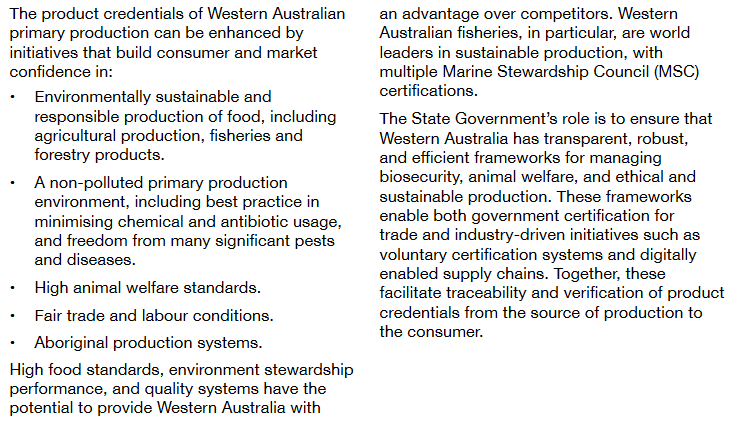 The product credentials of Western Australian
primary production can be enhanced by
initiatives that build consumer and market
confidence in:
• Environmentally sustainable and
responsible production of food, including
agricultural production, fisheries and
forestry products.
• A non-polluted primary production
environment, including best practice in
minimising chemical and antibiotic usage,
and freedom from many significant pests
and diseases.
• High animal welfare standards.
• Fair trade and labour conditions.
• Aboriginal production systems.
High food standards, environment stewardship
performance, and quality systems have the
potential to provide Western Australia with
an advantage over competitors. Western
Australian fisheries, in particular, are world
leaders in sustainable production, with
multiple Marine Stewardship Council (MSC)
certifications.
The State Government's role is to ensure that
Western Australia has transparent, robust,
and efficient frameworks for managing
biosecurity, animal welfare, and ethical and
sustainable production. These frameworks
enable both government certification for
trade and industry-driven initiatives such as
voluntary certification systems and digitally
enabled supply chains. Together, these
facilitate traceability and verification of product
credentials from the source of production to
the consumer.